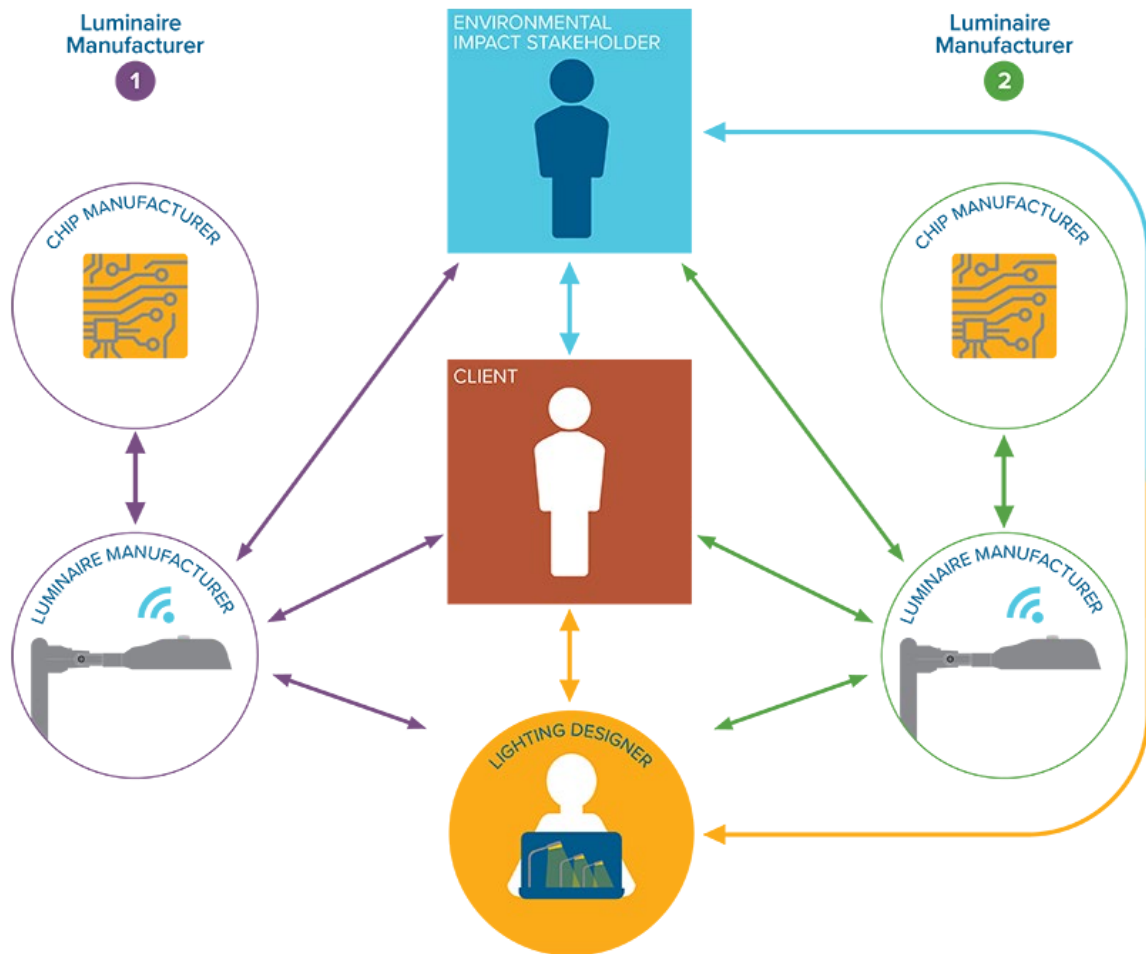 Luminaire
Manufacturer
1
ENVIRONMENTAL
IMPACT STAKEHOLDER
Luminaire
Manufacturer
2
CHIP MANUFACTURER
CHIP MANUFACTURER
CLIENT
LUMINAIRE MANUFACTURER
LUMINAIRE MANUFACTURER
LIGHTING DESIGNER